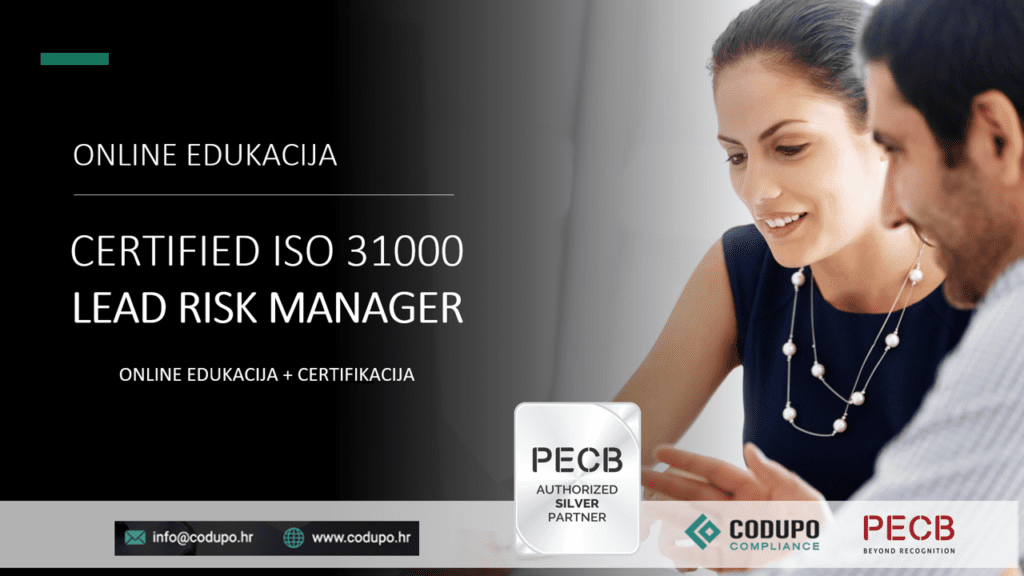 ONLINE EDUKACIJA
CERTIFIED ISO 31000
LEAD RISK MANAGER
ONLINE EDUKACIJA + CERTIFIKACIJA
PECB
AUTHORIZED
SILVER
PARTNER
info@codupo.hr www.codupo.hr
CODUPO
COMPLIANCE
PECB
BEYOND RECOGNITION